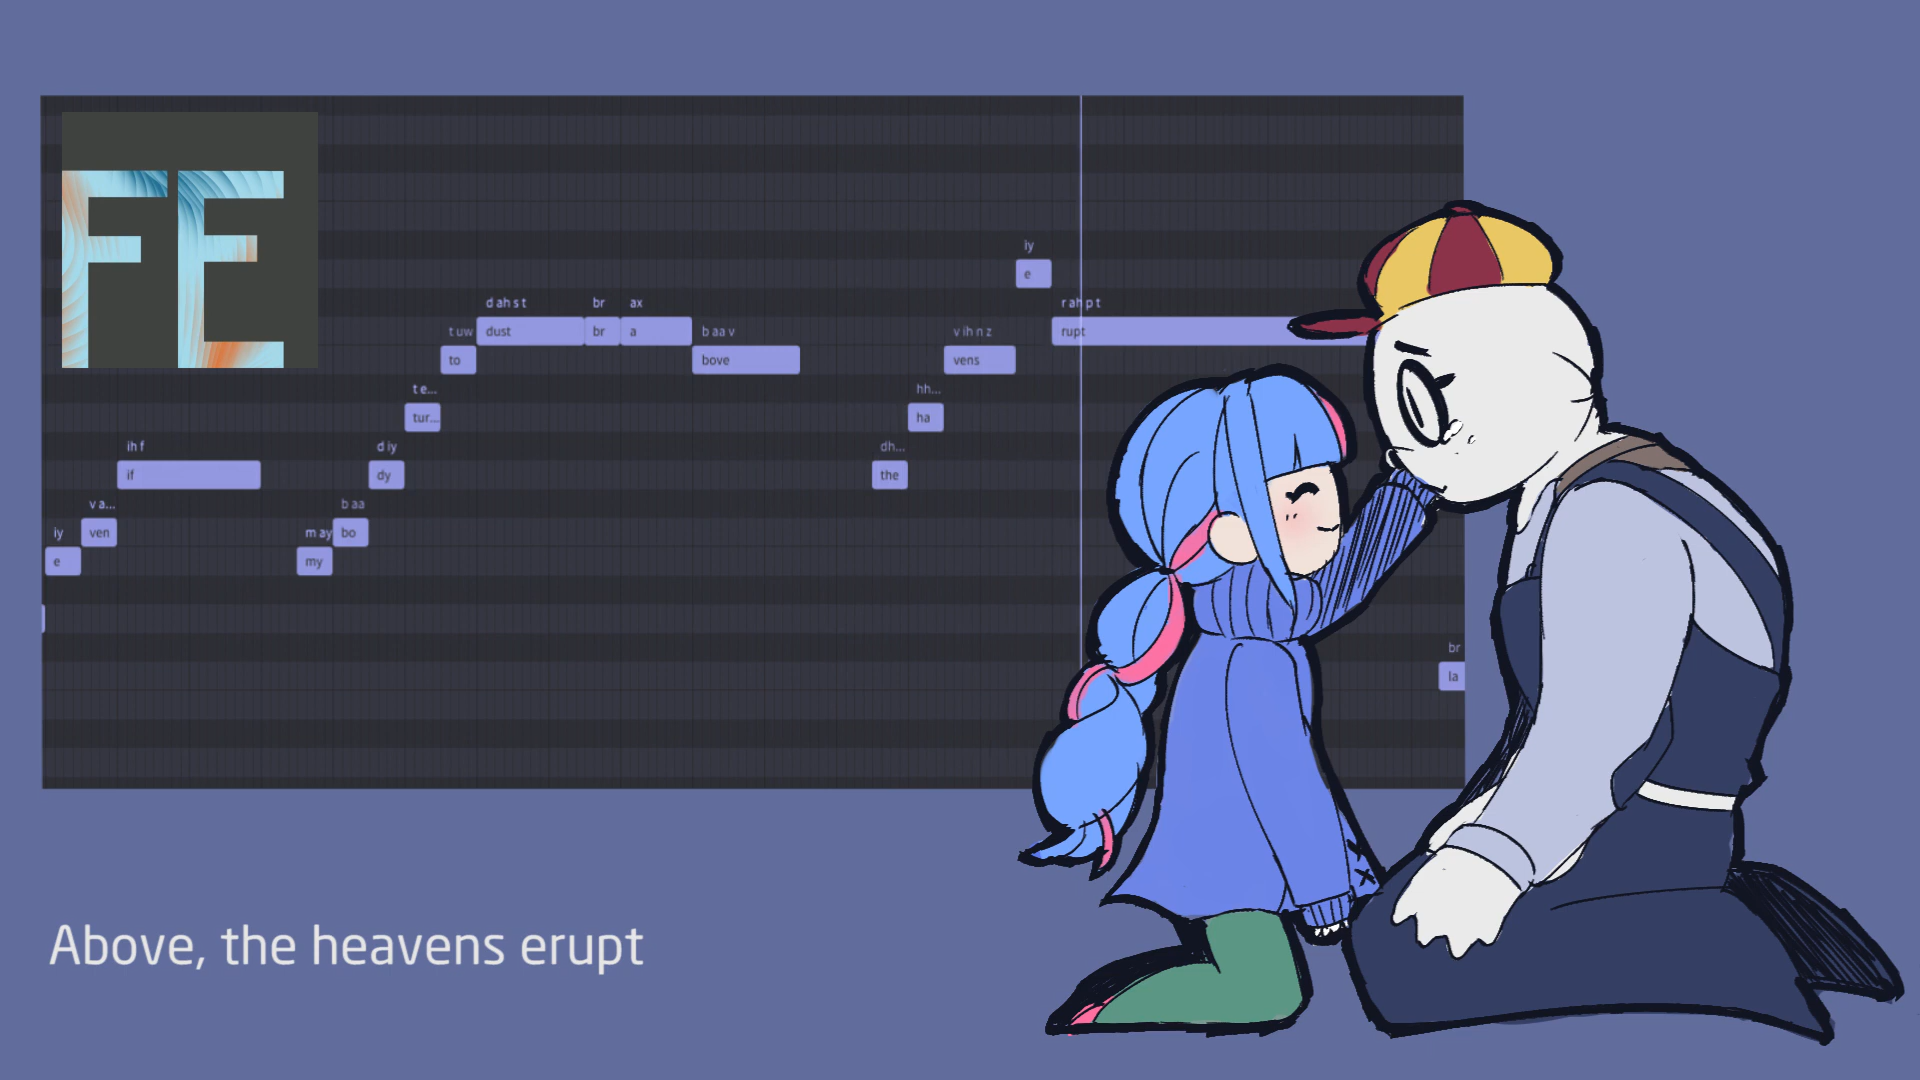 FE
iy
e
d ah s t
br
ax
r ah p t
t uw
dust
br
a
b aa v
v ih n z
rupt
to
bove
vens
t e...
hh...
tur...
ha
ih f
d iy
dh...
if
dy
the
v a...
b aa
iy
ven
m ay
bo
e
my
br
la
Above, the heavens erupt